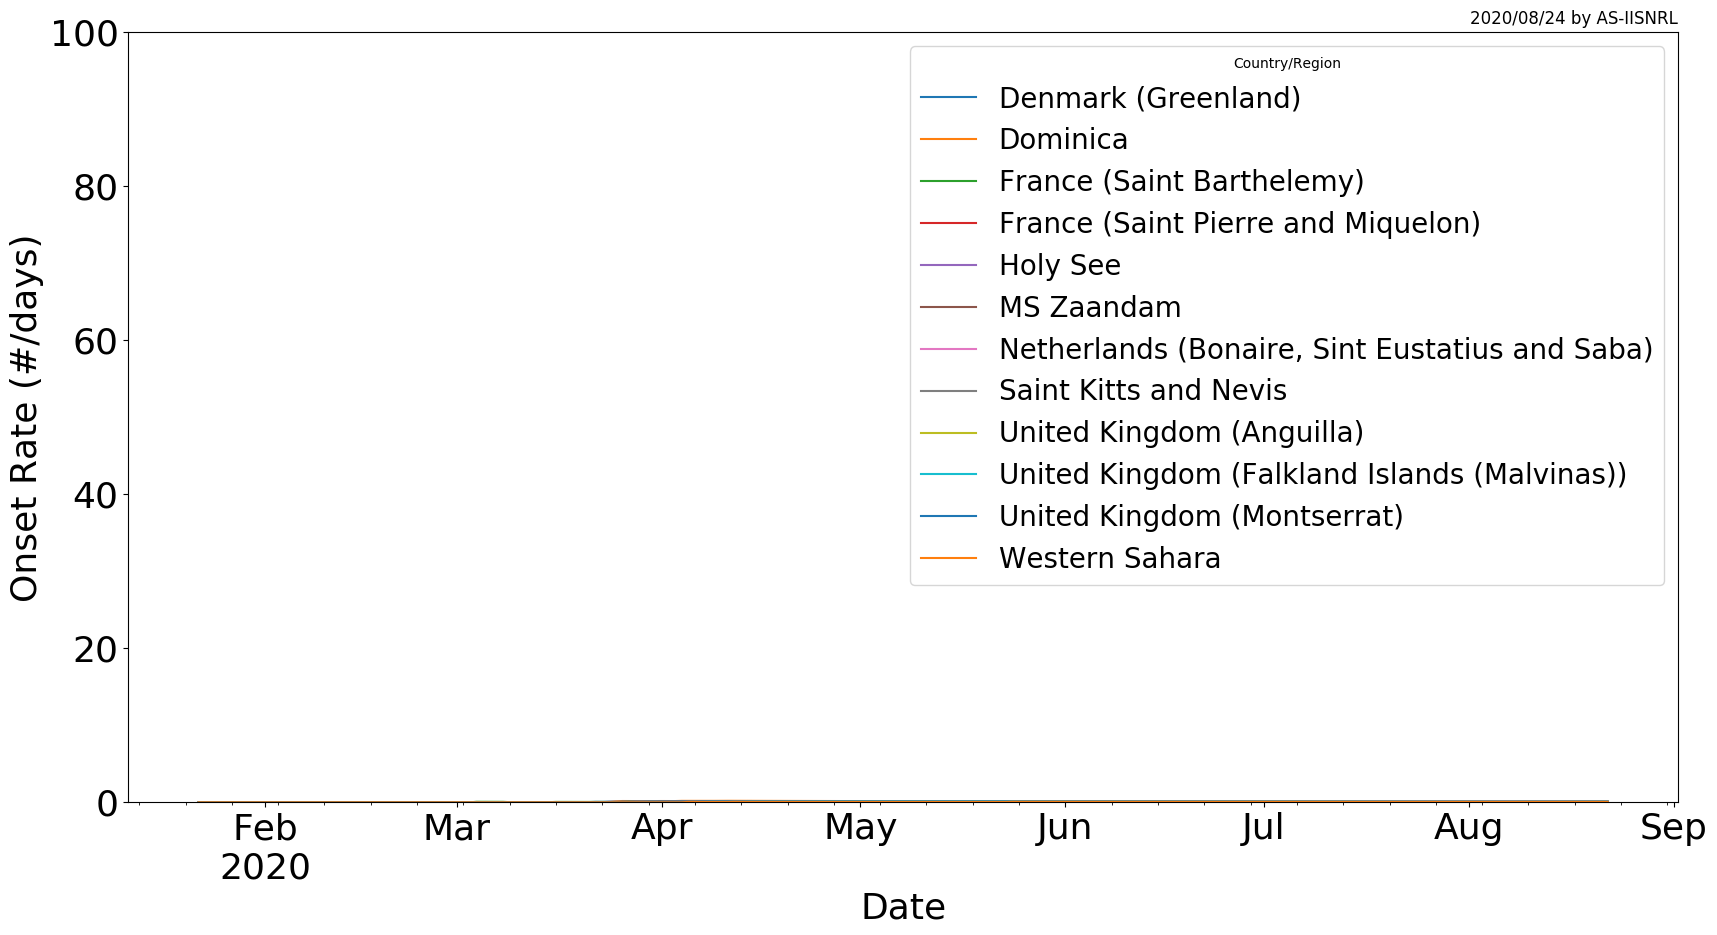 2020/08/24 by AS-IISNRL
100
80
60
40
20
0
Onset Rate (#/days)
Country/Region
Denmark (Greenland)
Dominica
France (Saint Barthelemy)
France (Saint Pierre and Miquelon)
Holy See
MS Zaandam
Netherlands (Bonaire, Sint Eustatius and Saba)
Saint Kitts and Nevis
United Kingdom (Anguilla)
United Kingdom (Falkland Islands (Malvinas))
United Kingdom (Montserrat)
Western Sahara
Feb Mar Apr May Jun Jul Aug Sep
2020
Date